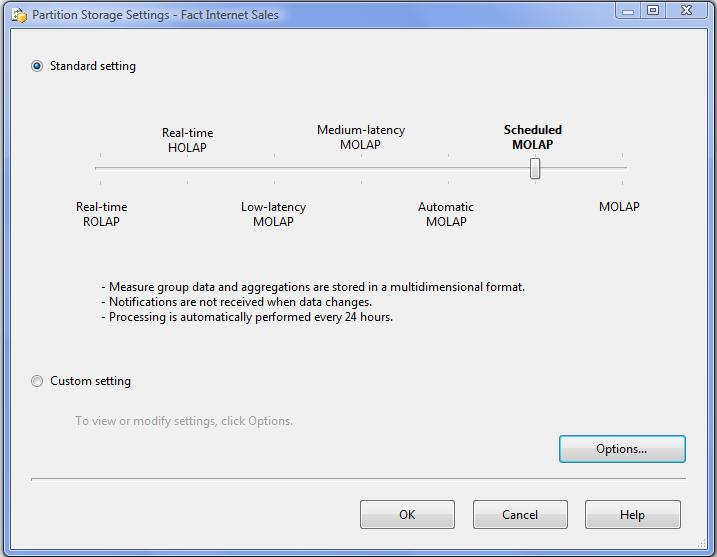 Partition Storage Settings - Fact Internet Sales
Standard setting
Real-time
HOLAP
Medium-latency
MOLAP
Scheduled
MOLAP
Real-time
ROLAP
Low-latency
MOLAP
Automatic
MOLAP
MOLAP
- Measure group data and aggregations are stored in a multidimensional format.
- Notifications are not received when data changes.
- Processing is automatically performed every 24 hours.
Custom setting
To view or modify settings, click Options.
Options...
OK
Cancel
Help